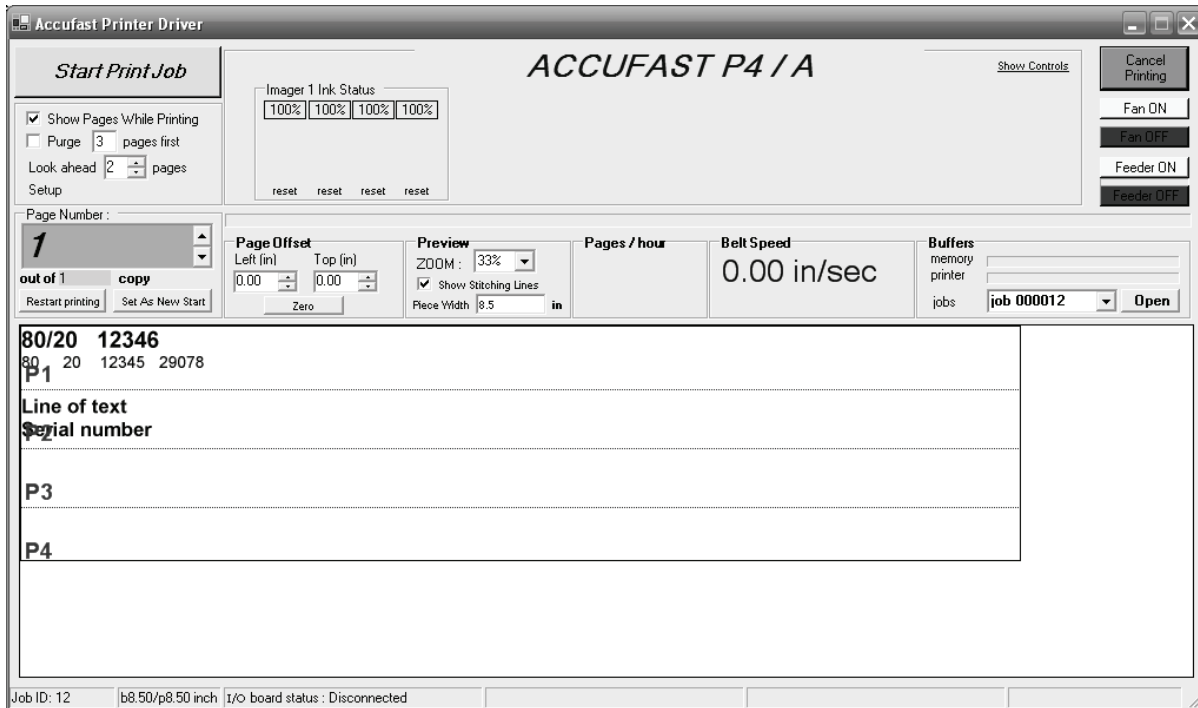 Accufast Printer Driver
Start Print Job
Show Pages While Printing
Purge 3 pages first
Look ahead 2 pages
Setup
Imager 1 Ink Status
100% 100% 100% 100%
reset reset reset reset
ACCUFAST P4 / A
Show Controls
Cancel
Printing
Fan ON
Fan OFF
Feeder ON
Feeder OFF
Page Number :
1
out of 1 copy
Restart printing Set As New Start
Page Offset
Left (in) Top (in)
0.00 0.00
Zero
Preview
ZOOM : 33%
Show Stitching Lines
Piece Width 8.5 in
Pages / hour
Belt Speed
0.00 in/sec
Buffers
memory
printer
jobs job 000012 Open
80/20 12346
80 20 12345 29078
P1
Line of text
Serial number
P2
P3
P4
Job ID: 12 b8.50/p8.50 inch I/O board status : Disconnected